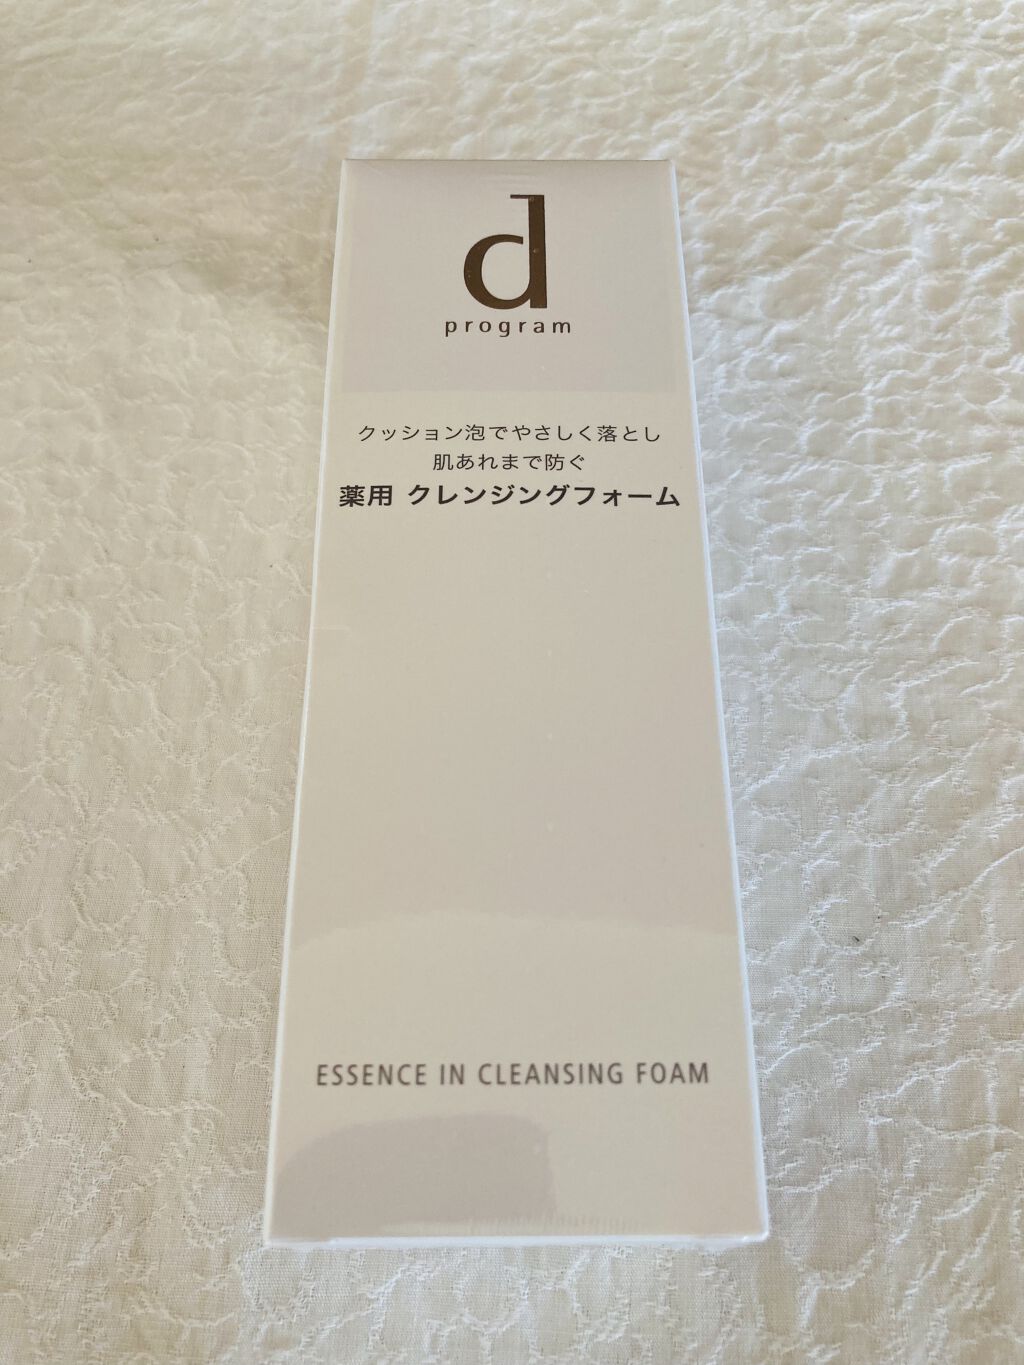 d
program
クッション泡でやさしく落とし
肌あれまで防ぐ
薬用 クレンジングフォーム
ESSENCE IN CLEANSING FOAM